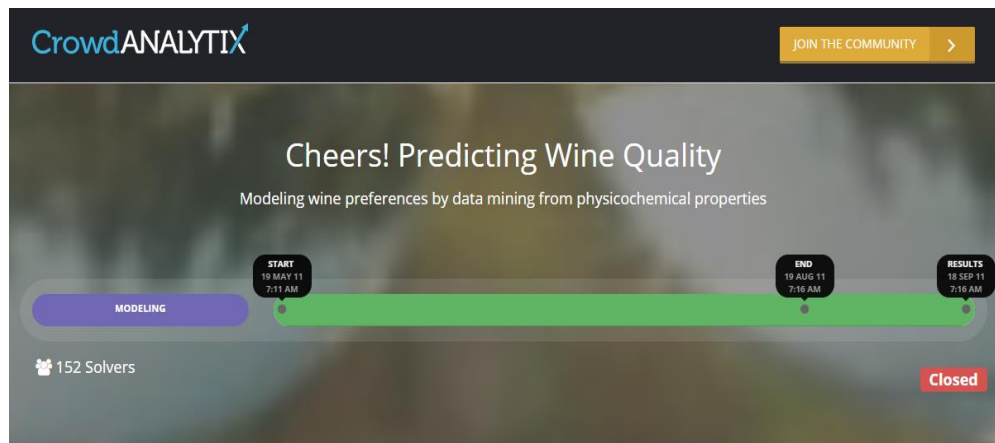 CrowdANALYTIX
JOIN THE COMMUNITY
Cheers! Predicting Wine Quality
Modeling wine preferences by data mining from physicochemical properties
START
19 MAY 11
7:11 AM
END
19 AUG 11
7:16 AM
RESULTS
18 SEP 11
7:16 AM
MODELING
152 Solvers
Closed